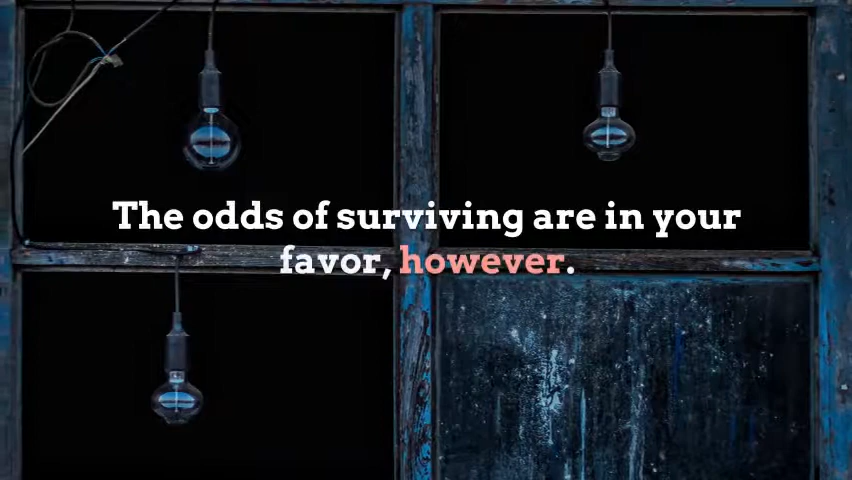 The odds of surviving are in your
favor, however.